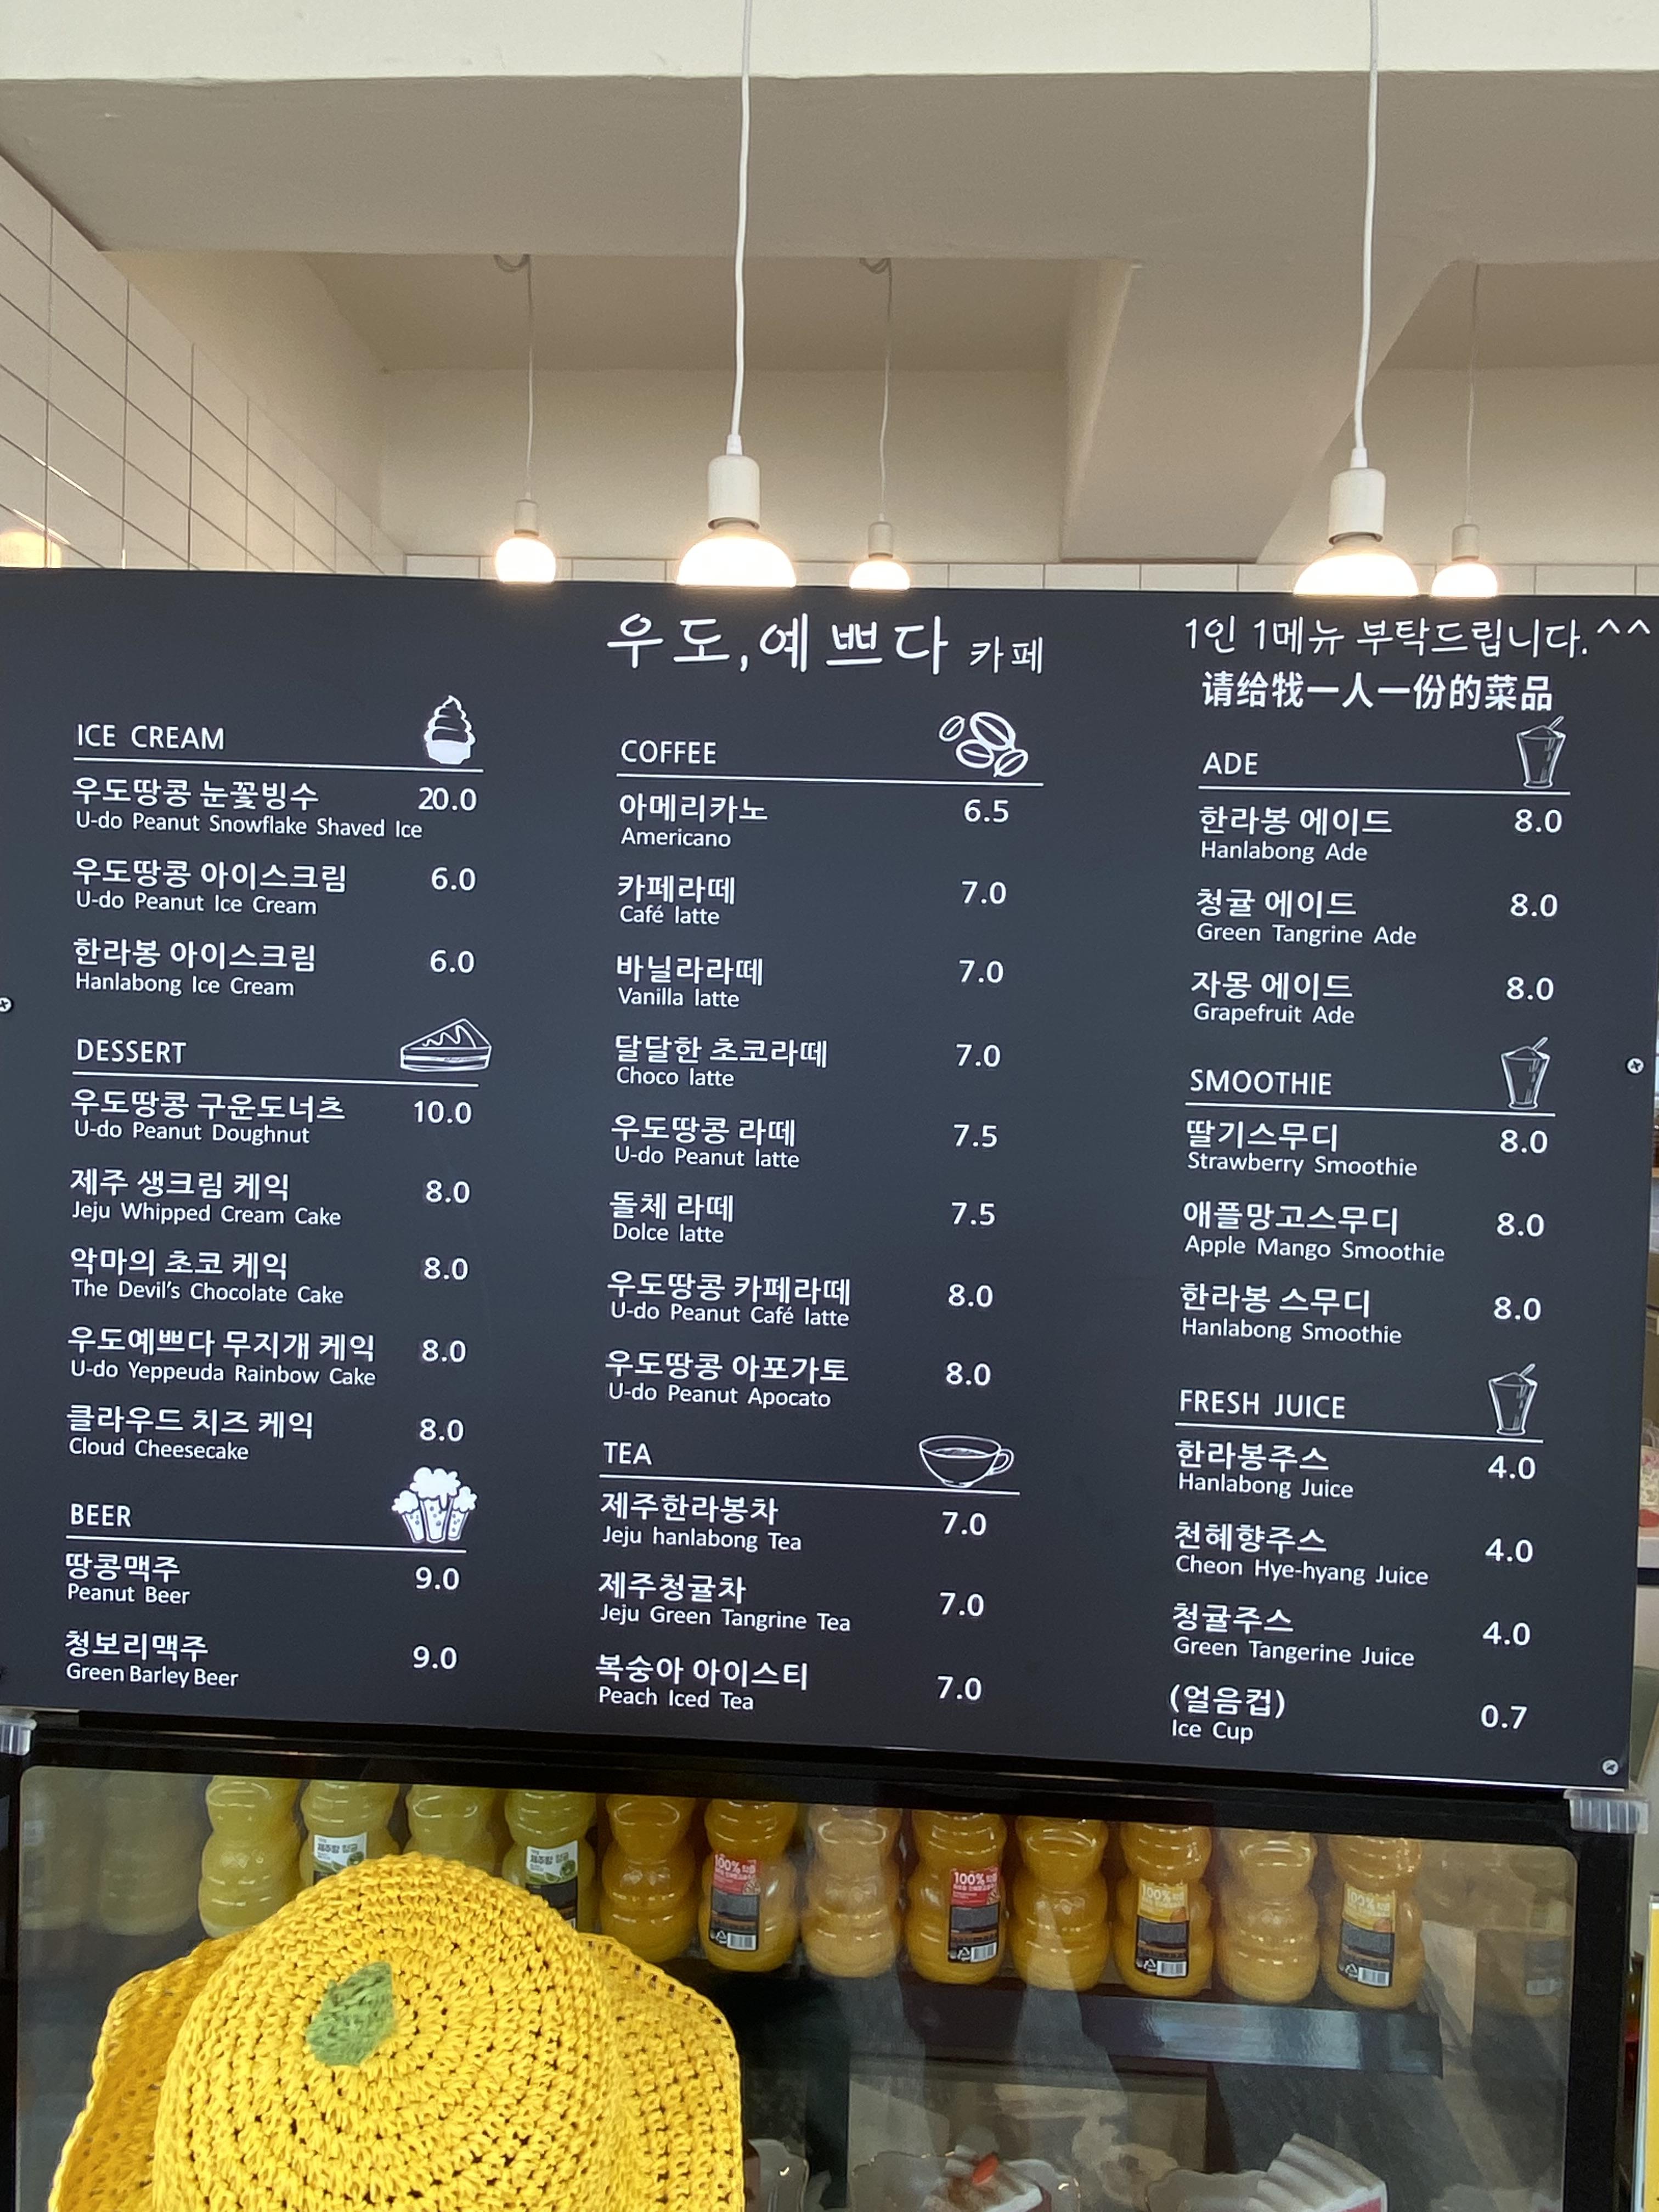 우도, 예쁘다 카페
1인 1메뉴 부탁드립니다.^^
请给找一人一份的菜品
ICE CREAM
우도땅콩 눈꽃빙수 20.0
U-do Peanut Snowflake Shaved Ice
우도땅콩 아이스크림 6.0
U-do Peanut Ice Cream
한라봉 아이스크림 6.0
Hanlabong Ice Cream
DESSERT
우도땅콩 구운도너츠 10.0
U-do Peanut Doughnut
제주 생크림 케익 8.0
Jeju Whipped Cream Cake
악마의 초코 케익 8.0
The Devil's Chocolate Cake
우도예쁘다 무지개 케익 8.0
U-do Yeppeuda Rainbow Cake
클라우드 치즈 케익 8.0
Cloud Cheesecake
BEER
땅콩맥주 9.0
Peanut Beer
청보리맥주 9.0
Green Barley Beer
COFFEE
아메리카노 6.5
Americano
카페라떼 7.0
Café latte
바닐라라떼 7.0
Vanilla latte
달달한 초코라떼 7.0
Choco latte
우도땅콩 라떼 7.5
U-do Peanut latte
돌체 라떼 7.5
Dolce latte
우도땅콩 카페라떼 8.0
U-do Peanut Café latte
우도땅콩 아포가토 8.0
U-do Peanut Apocato
TEA
제주한라봉차 7.0
Jeju hanlabong Tea
제주청귤차 7.0
Jeju Green Tangrine Tea
복숭아 아이스티 7.0
Peach Iced Tea
ADE
한라봉 에이드 8.0
Hanlabong Ade
청귤 에이드 8.0
Green Tangrine Ade
자몽 에이드 8.0
Grapefruit Ade
SMOOTHIE
딸기스무디 8.0
Strawberry Smoothie
애플망고스무디 8.0
Apple Mango Smoothie
한라봉 스무디 8.0
Hanlabong Smoothie
FRESH JUICE
한라봉주스 4.0
Hanlabong Juice
천혜향주스 4.0
Cheon Hye-hyang Juice
청귤주스 4.0
Green Tangerine Juice
(얼음컵) 0.7
Ice Cup
100%
100%
100%
100%